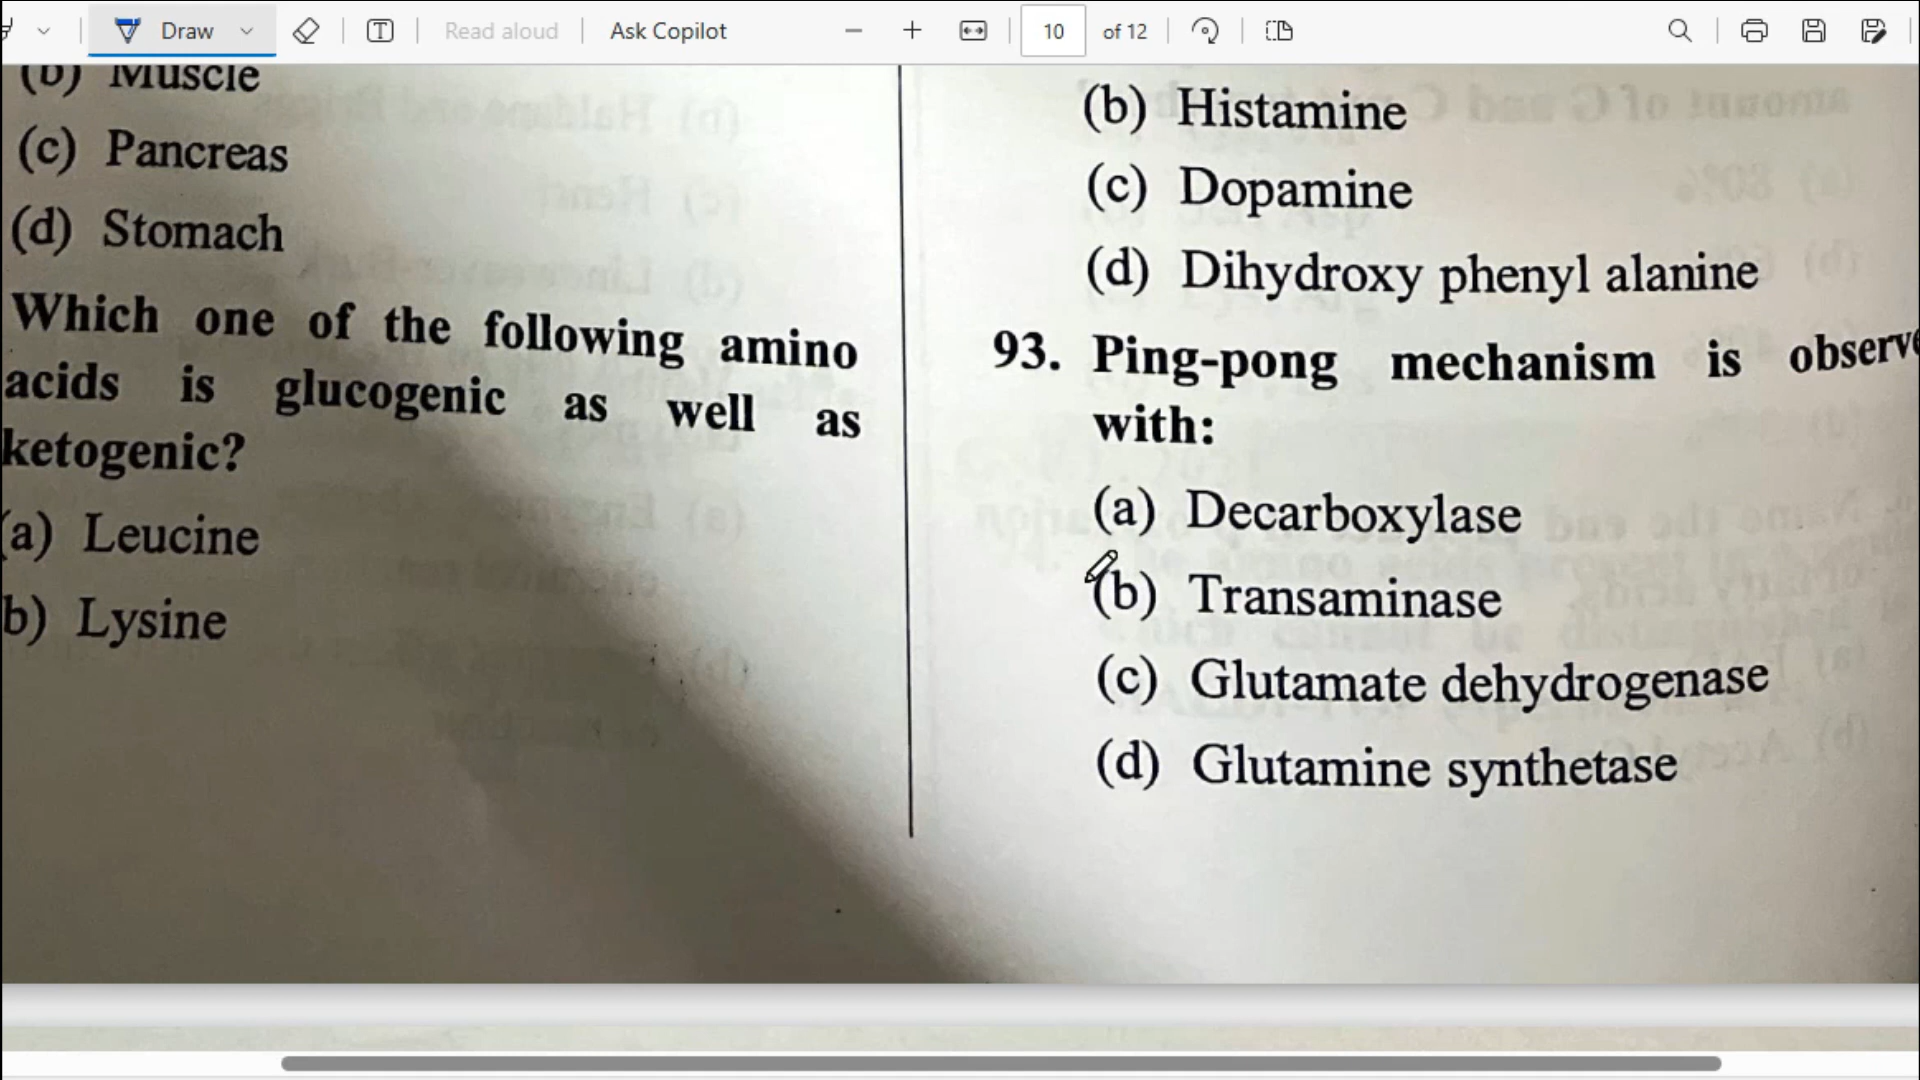 Draw
Read aloud
Ask Copilot
10
of 12
(b) Muscle
(c) Pancreas
(d) Stomach
Which one of the following amino
acids is glucogenic as well as
ketogenic?
(a) Leucine
b) Lysine
(b) Histamine
(c) Dopamine
(d) Dihydroxy phenyl alanine
93. Ping-pong mechanism is observe
with:
(a) Decarboxylase
(b) Transaminase
(c) Glutamate dehydrogenase
(d) Glutamine synthetase